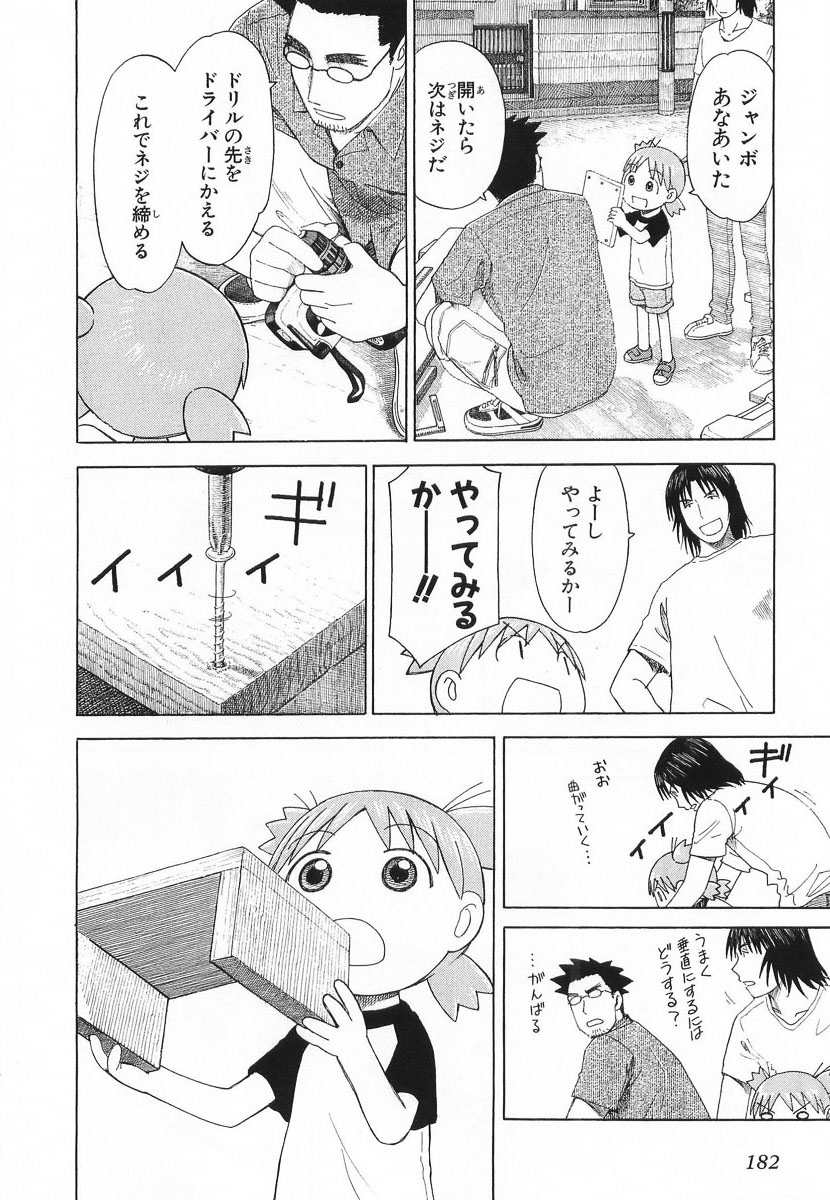 ジャンボ
あなあいた
開いたら
次はネジだ
ドリルの先を
ドライバーにかえる
これでネジを締める
よーし
やってみるかー
やってみる
かー!!
ギ
イ
イ
イ
ギ
イ
イ
イ
イ
おお
曲がっていく…
うまく
垂直にするには
どうする?
…がんばる
182